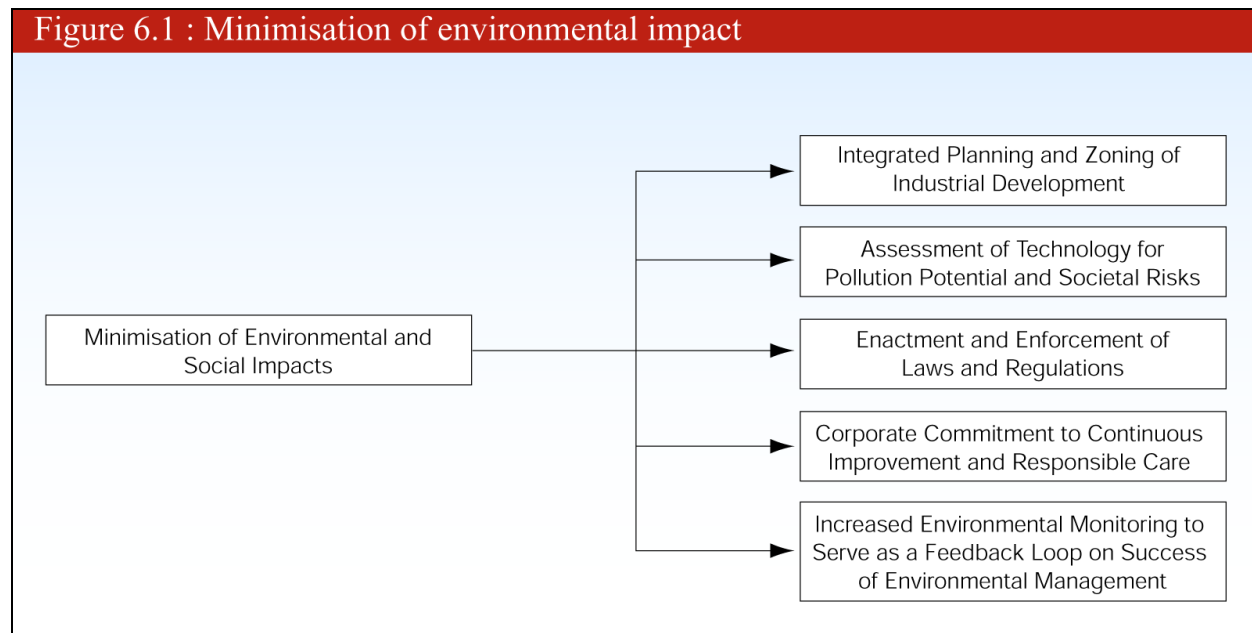 Figure 6.1 : Minimisation of environmental impact
Integrated Planning and Zoning of
Industrial Development
Assessment of Technology for
Pollution Potential and Societal Risks
Minimisation of Environmental and
Social Impacts
Enactment and Enforcement of
Laws and Regulations
Corporate Commitment to Continuous
Improvement and Responsible Care
Increased Environmental Monitoring to
Serve as a Feedback Loop on Success
of Environmental Management